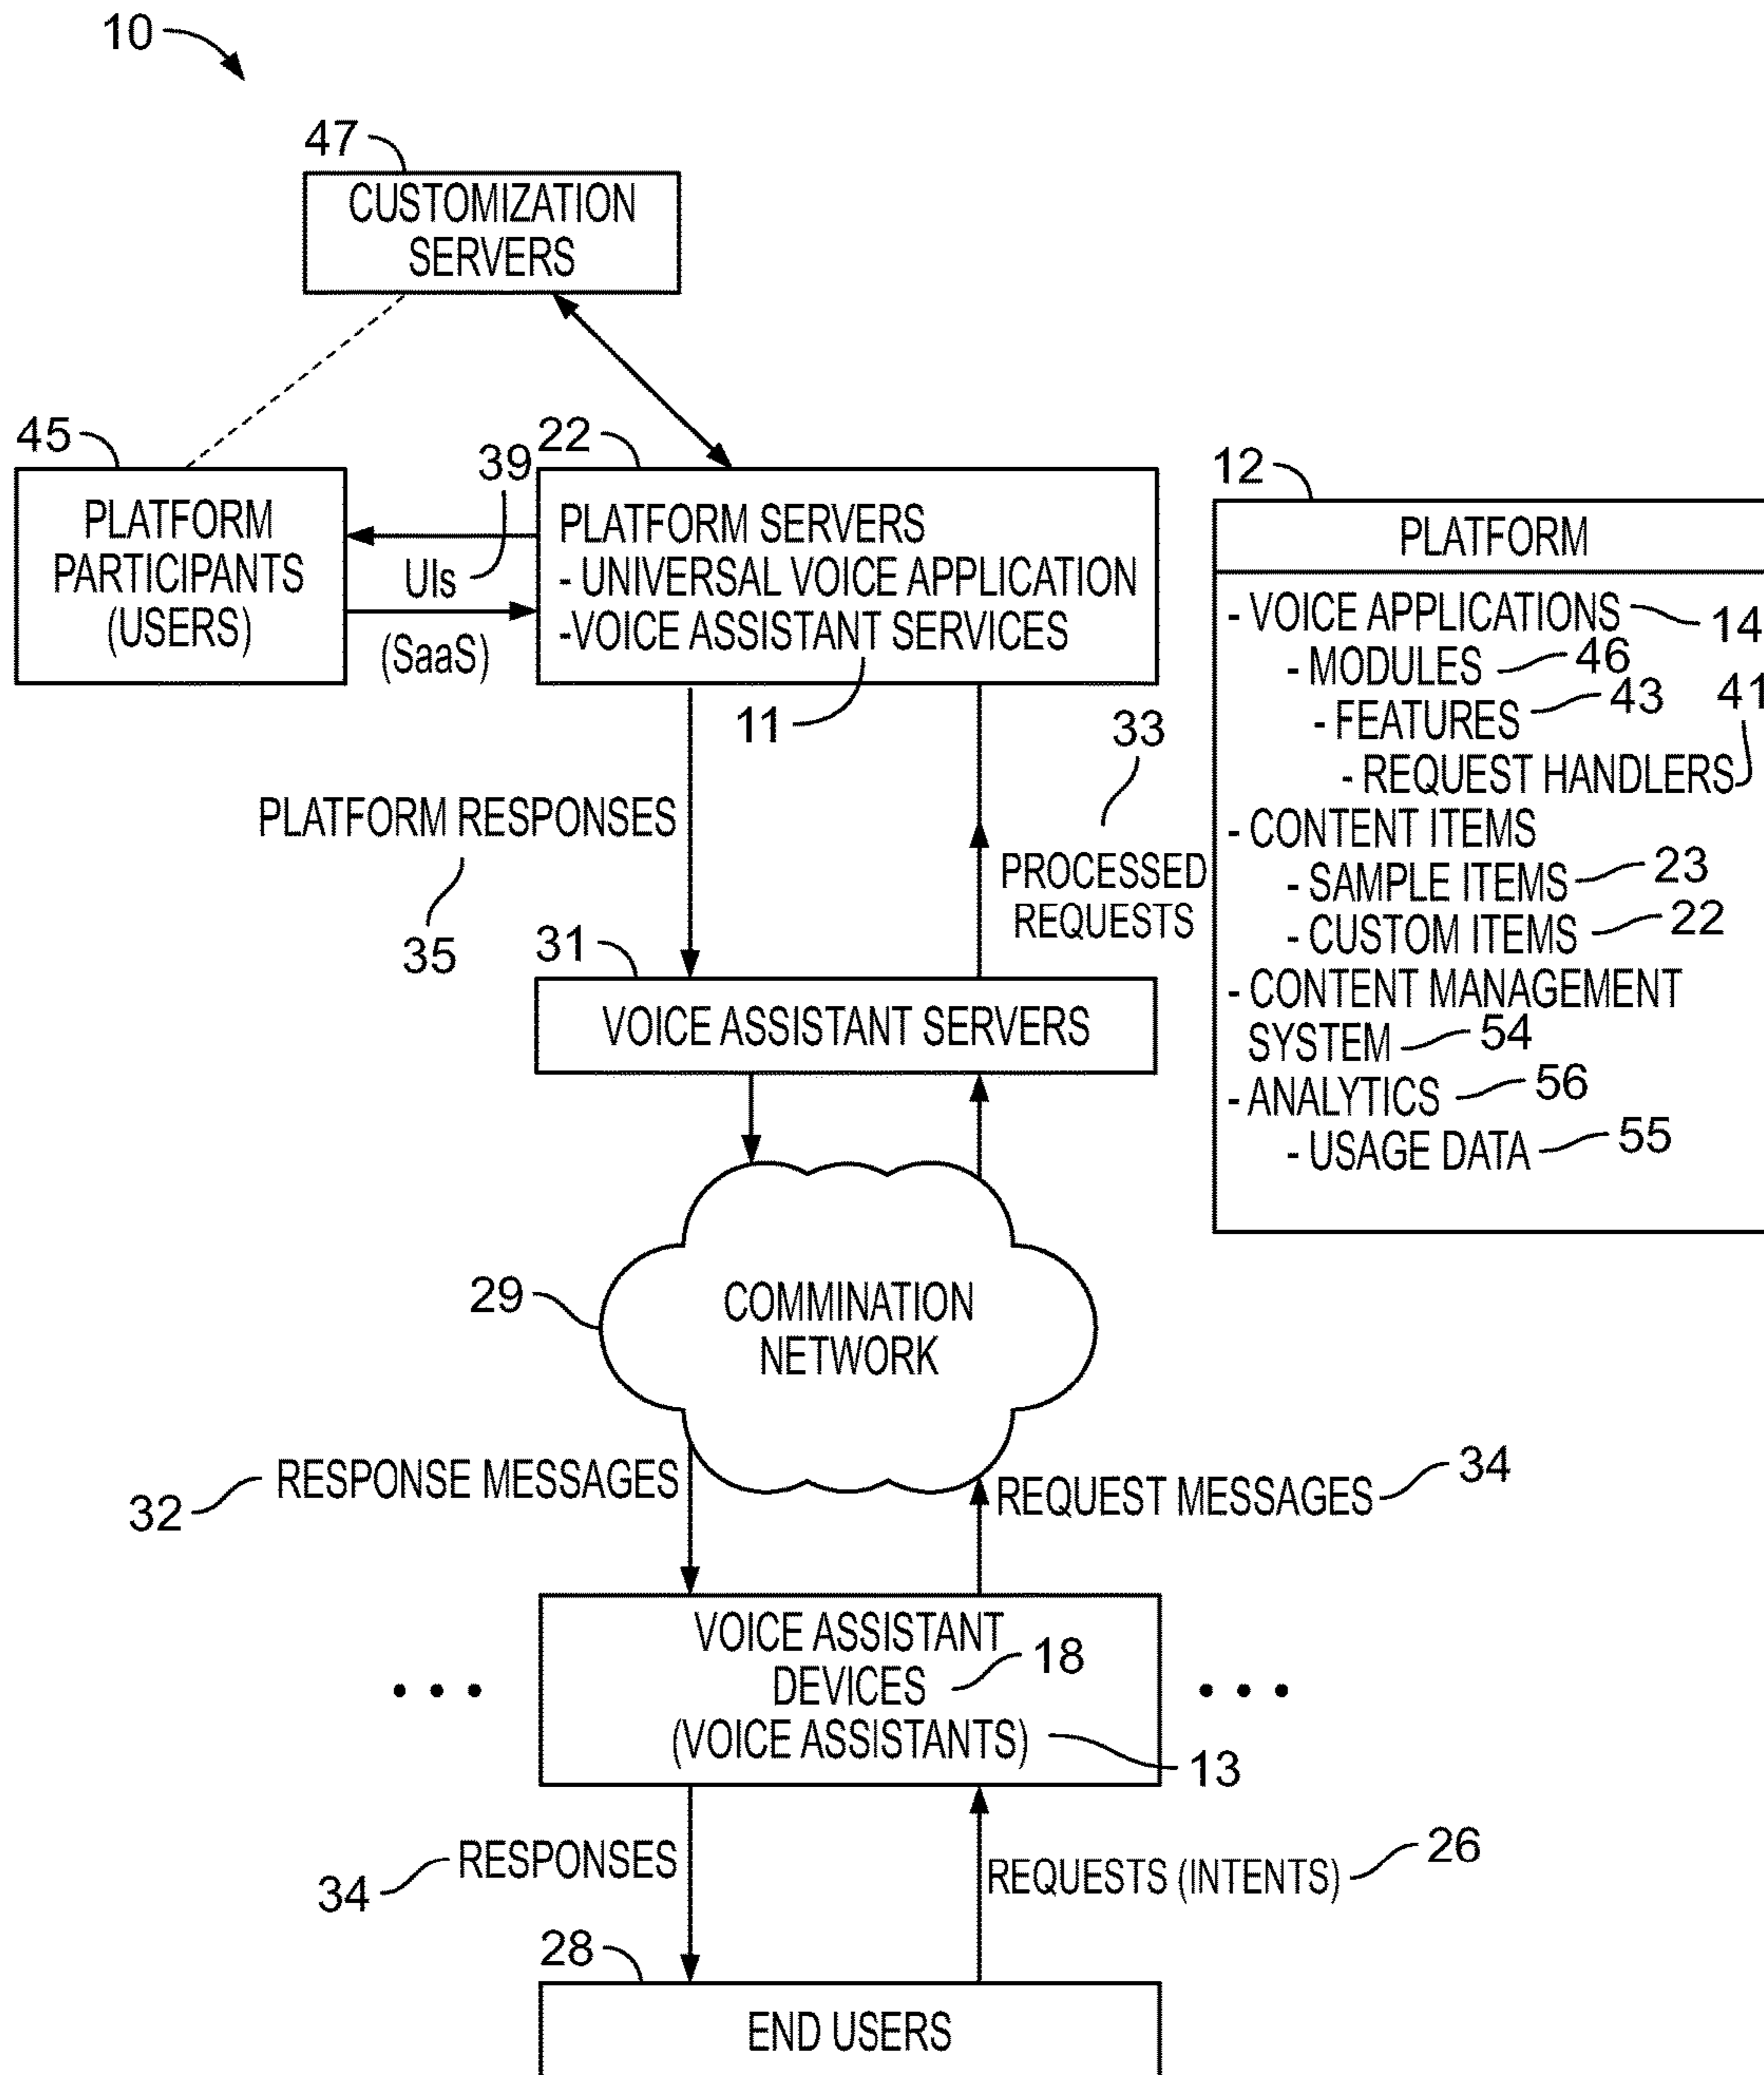 10
47
CUSTOMIZATION
SERVERS
45
PLATFORM
PARTICIPANTS
(USERS)
39
UIs
(SaaS)
22
PLATFORM SERVERS
- UNIVERSAL VOICE APPLICATION
-VOICE ASSISTANT SERVICES
11
12
PLATFORM
- VOICE APPLICATIONS 14
- MODULES 46
- FEATURES 43
41
- REQUEST HANDLERS
- CONTENT ITEMS
- SAMPLE ITEMS 23
- CUSTOM ITEMS 22
- CONTENT MANAGEMENT
SYSTEM 54
- ANALYTICS 56
- USAGE DATA 55
PLATFORM RESPONSES
35
33
PROCESSED
REQUESTS
31
VOICE ASSISTANT SERVERS
29
COMMINATION
NETWORK
32
RESPONSE MESSAGES
REQUEST MESSAGES 34
VOICE ASSISTANT
DEVICES 18
(VOICE ASSISTANTS)
13
• • •
• • •
34
RESPONSES
REQUESTS (INTENTS) 26
28
END USERS